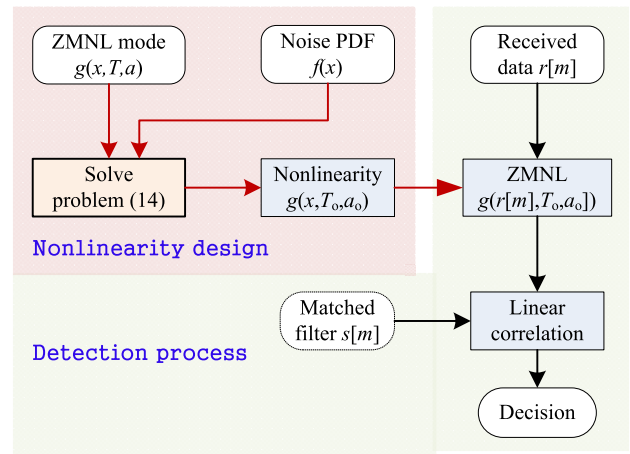 ZMNL mode
g(x,T,a)
Noise PDF
f(x)
Received
data r[m]
Solve
problem (14)
Nonlinearity
g(x,Tₒ,aₒ)
ZMNL
g(r[m],Tₒ,aₒ])
Nonlinearity design
Matched
filter s[m]
Linear
correlation
Detection process
Decision